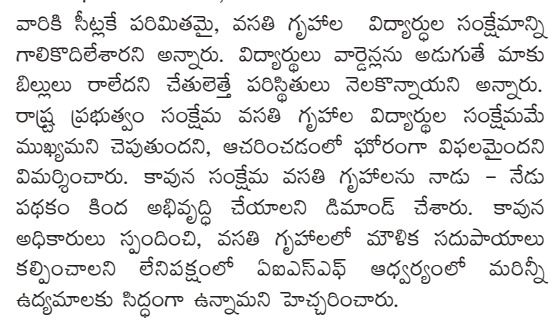 వారికి సీట్లకే పరిమితమై, వసతి గృహాల విద్యార్ధుల సంక్షేమాన్ని
గాలికొదిలేశారని అన్నారు. విద్యార్థులు వార్డెన్లను అడుగుతే మాకు
బిల్లులు రాలేదని చేతులెత్తే పరిస్థితులు నెలకొన్నాయని అన్నారు.
రాష్ట్ర ప్రభుత్వం సంక్షేమ వసతి గృహాల విద్యార్థుల సంక్షేమమే
ముఖ్యమని చెపుతుందని, ఆచరించడంలో ఘోరంగా విఫలమైందని
విమర్శించారు. కావున సంక్షేమ వసతి గృహాలను నాడు – నేడు
పథకం కింద అభివృద్ధి చేయాలని డిమాండ్ చేశారు. కావున
అధికారులు స్పందించి, వసతి గృహాలలో మౌళిక సదుపాయాలు
కల్పించాలని లేనిపక్షంలో ఏఐఎస్ఎఫ్ ఆధ్వర్యంలో మరిన్ని
ఉద్యమాలకు సిద్ధంగా ఉన్నామని హెచ్చరించారు.